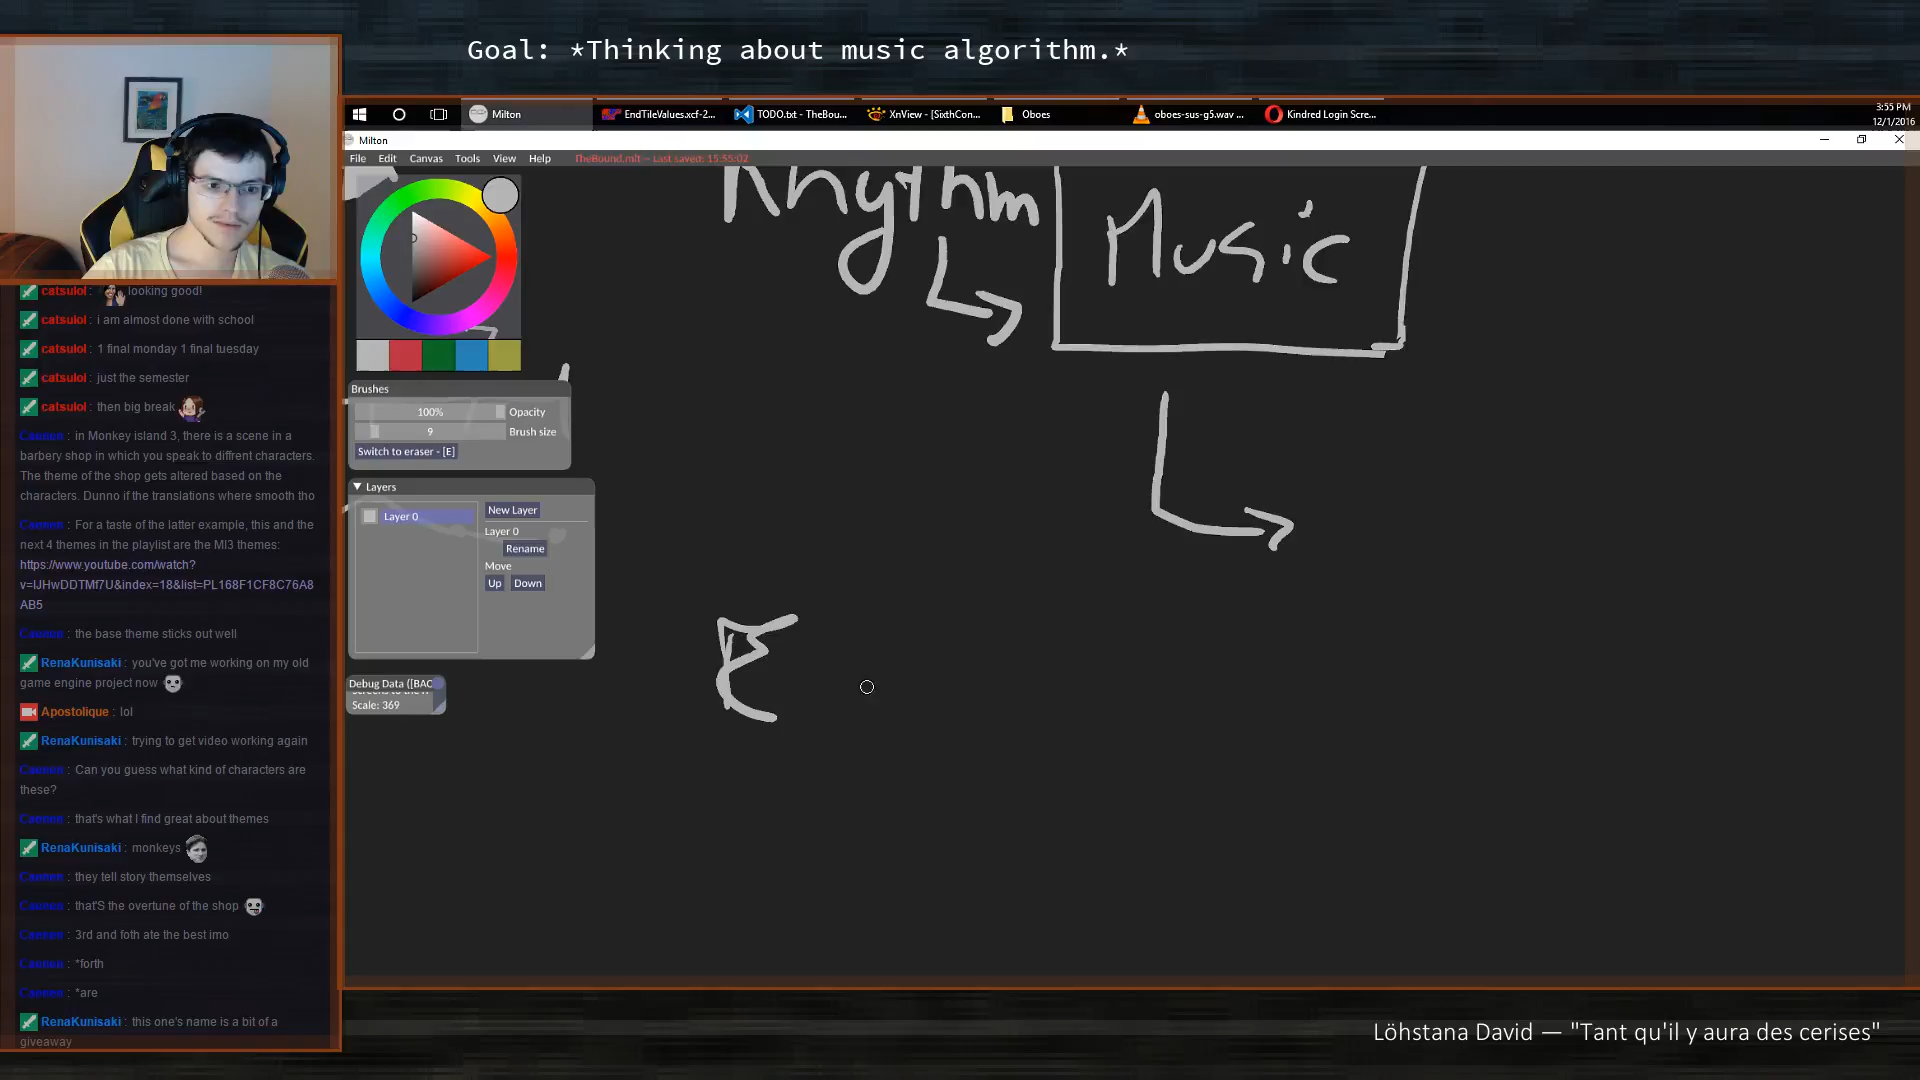 Goal: *Thinking about music algorithm.*
Milton
EndTileValues.xcf-2...
TODO.txt - TheBou...
XnView - [SixthCon...
Oboes
oboes-sus-g5.wav ...
Kindred Login Scre...
3:55 PM
12/1/2016
Milton
File Edit Canvas Tools View Help TheBound.mlt -- Last saved: 15:55:02
Rhythm
Music
Brushes
100% Opacity
9 Brush size
Switch to eraser - [E]
Layers
Layer 0
New Layer
Layer 0
Rename
Move
Up Down
Debug Data ([BAC
Scale: 369
catsulol : looking good!
catsulol : i am almost done with school
catsulol : 1 final monday 1 final tuesday
catsulol : just the semester
catsulol : then big break
: in Monkey island 3, there is a scene in a
barbery shop in which you speak to diffrent characters.
The theme of the shop gets altered based on the
characters. Dunno if the translations where smooth tho
: For a taste of the latter example, this and the
next 4 themes in the playlist are the MI3 themes:
https://www.youtube.com/watch?
v=IJHwDDTMf7U&index=18&list=PL168F1CF8C76A8
AB5
: the base theme sticks out well
RenaKunisaki : you've got me working on my old
game engine project now
Apostolique : lol
RenaKunisaki : trying to get video working again
: Can you guess what kind of characters are
these?
: that's what I find great about themes
RenaKunisaki : monkeys
: they tell story themselves
: that'S the overtune of the shop
: 3rd and foth ate the best imo
: *forth
: *are
RenaKunisaki : this one's name is a bit of a
giveaway
Löhstana David — "Tant qu'il y aura des cerises"